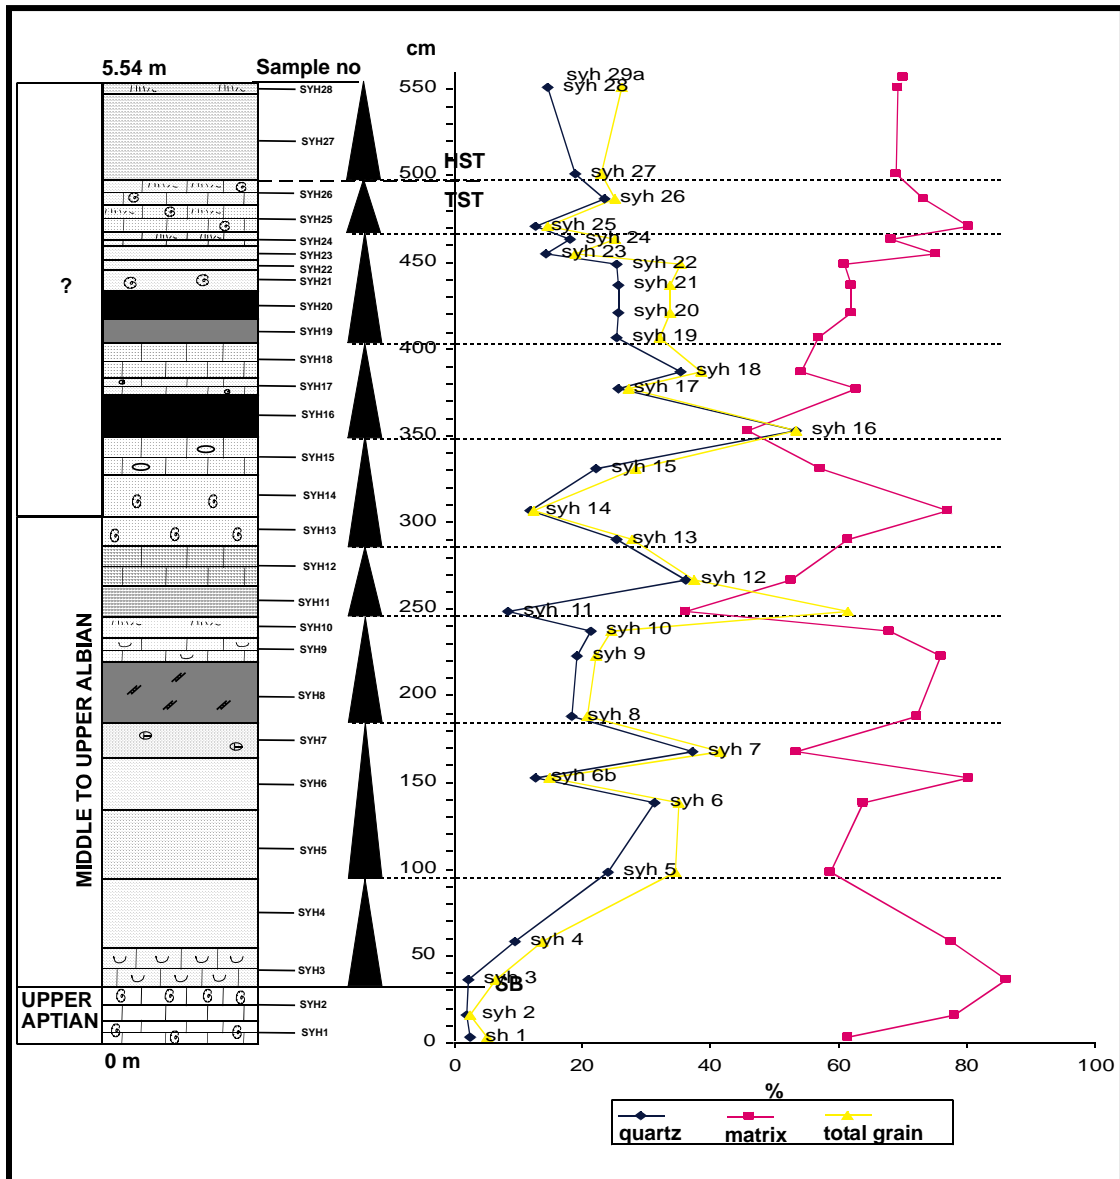 cm
5.54 m
Sample no
SYH28
SYH27
SYH26
SYH25
SYH24
SYH23
SYH22
SYH21
SYH20
SYH19
SYH18
SYH17
SYH16
SYH15
SYH14
SYH13
SYH12
SYH11
SYH10
SYH9
SYH8
SYH7
SYH6
SYH5
SYH4
SYH3
SYH2
SYH1
0 m
?
MIDDLE TO UPPER ALBIAN
UPPER
APTIAN
550
500
450
400
350
300
250
200
150
100
50
0
HST
TST
SB
syh 29a
syh 28
syh 27
syh 26
syh 25
syh 24
syh 23
syh 22
syh 21
syh 20
syh 19
syh 18
syh 17
syh 16
syh 15
syh 14
syh 13
syh 12
syh 11
syh 10
syh 9
syh 8
syh 7
syh 6b
syh 6
syh 5
syh 4
syh 3
syh 2
sh 1
0 20 40 60 80 100
%
quartz matrix total grain